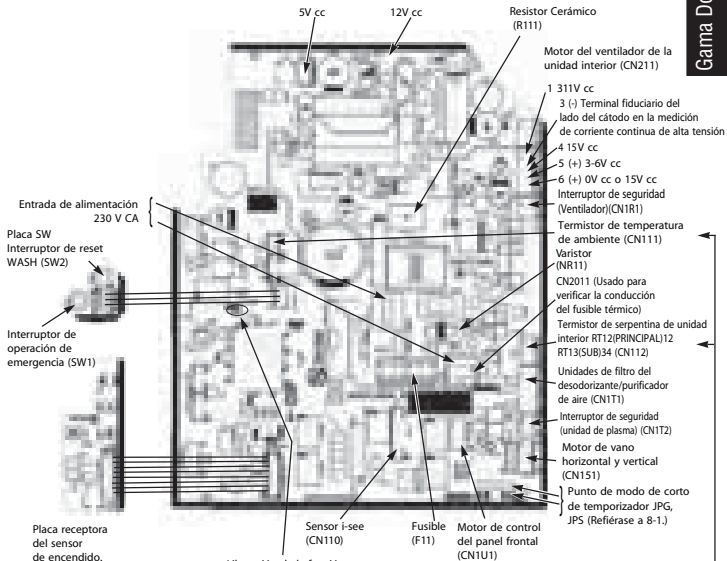 5V cc
12V cc
Resistor Cerámico
(R111)
Motor del ventilador de la
unidad interior (CN211)
1 311V cc
3 (-) Terminal fiduciario del
lado del cátodo en la medición
de corriente continua de alta tensión
4 15V cc
5 (+) 3-6V cc
6 (+) 0V cc o 15V cc
Interruptor de seguridad
(Ventilador)(CN1R1)
Termistor de temperatura
de ambiente (CN111)
Varistor
(NR11)
CN2011 (Usado para
verificar la conducción
del fusible térmico)
Termistor de serpentina de unidad
interior RT12(PRINCIPAL)12
RT13(SUB)34 (CN112)
Unidades de filtro del
desodorizante/purificador
de aire (CN1T1)
Interruptor de seguridad
(unidad de plasma) (CN1T2)
Motor de vano
horizontal y vertical
(CN151)
Punto de modo de corto
de temporizador JPG,
JPS (Refiérase a 8-1.)
Entrada de alimentación
230 V CA
Placa SW
Interruptor de reset
WASH (SW2)
Interruptor de
operación de
emergencia (SW1)
Placa receptora
del sensor
de encendido.
Sensor i-see
(CN110)
Fusible
(F11)
Motor de control
del panel frontal
(CN1U1)
Gama Do